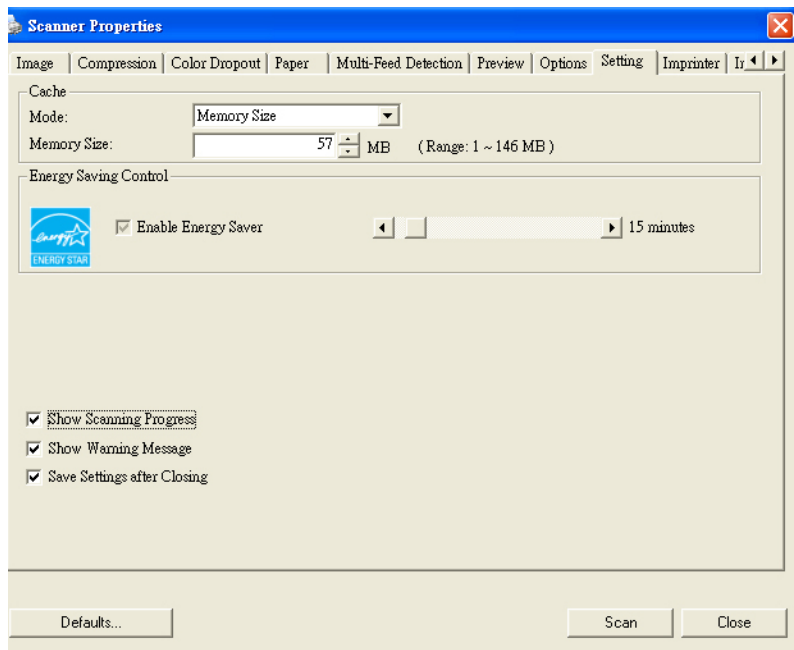 Scanner Properties
Image Compression Color Dropout Paper Multi-Feed Detection Preview Options Setting Imprinter
Cache
Mode: Memory Size
Memory Size: 57 MB (Range: 1 ~ 146 MB)
Energy Saving Control
energy
ENERGY STAR
Enable Energy Saver 15 minutes
Show Scanning Progress
Show Warning Message
Save Settings after Closing
Defaults... Scan Close